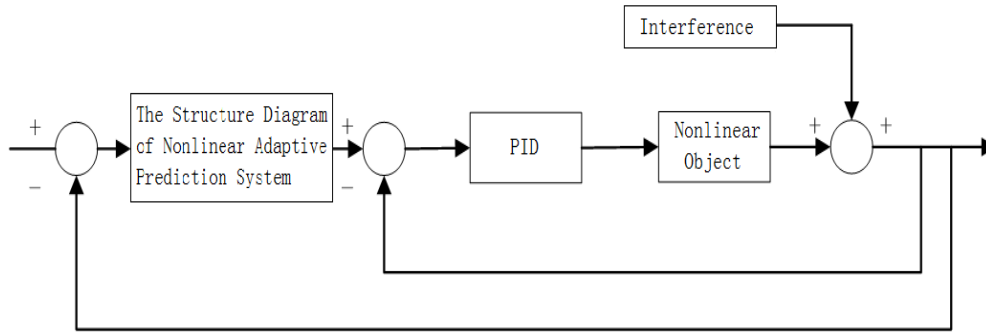 Interference
The Structure Diagram
of Nonlinear Adaptive
Prediction System
PID
Nonlinear
Object
+
−
+
−
+
+